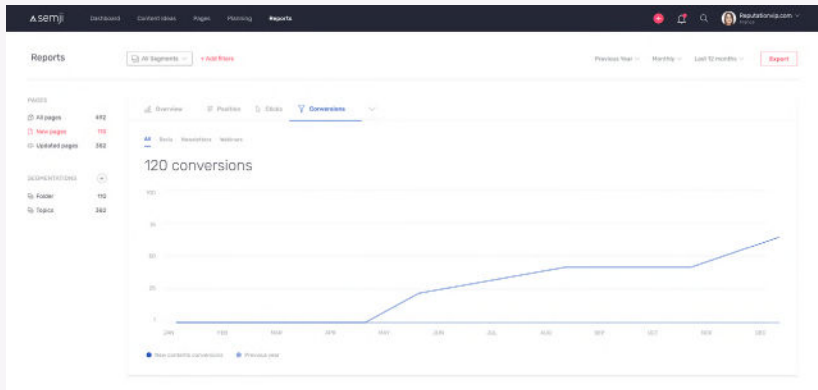 semji Dashboard Content Ideas Pages Planning Reports Reputationvip.com
France
Reports All Segments + Add filters Previous Year Monthly Last 12 months Export
PAGES
All pages 492
New pages 110
Updated pages 382
SEGMENTATIONS
Folder 110
Topics 382
Overview Position Clicks Conversions
All Demo Newsletters Webinars
120 conversions
100
75
50
25
1
JAN FEB MAR APR MAY JUN JUL AUG SEP OCT NOV DEC
New contents conversions Previous year